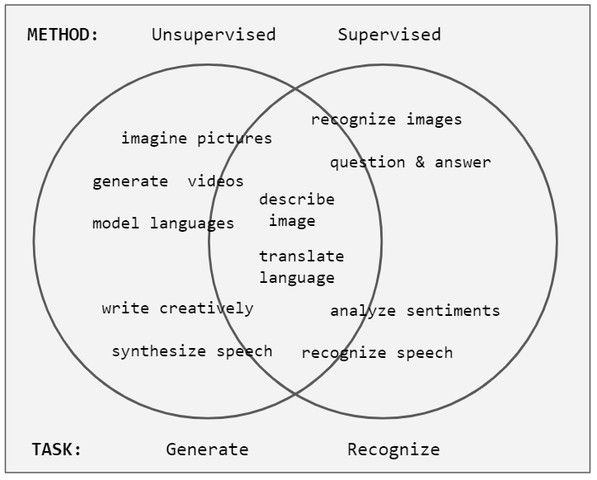 METHOD: Unsupervised Supervised
recognize images
imagine pictures
question & answer
generate videos
describe
image
model languages
translate
language
write creatively
analyze sentiments
synthesize speech
recognize speech
TASK: Generate Recognize